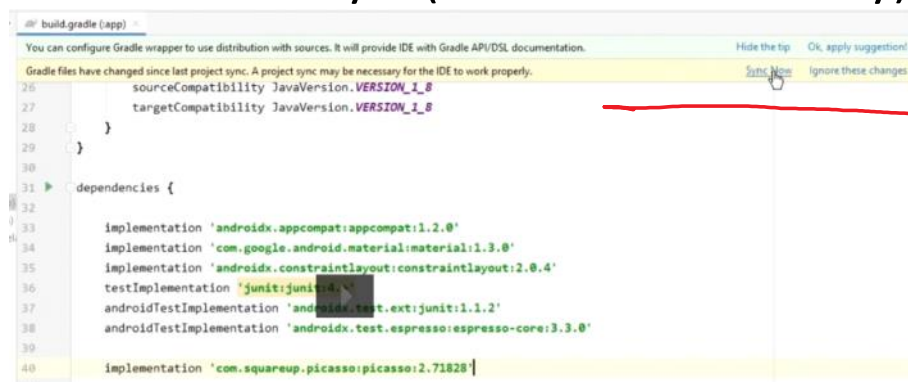 build.gradle (:app)
You can configure Gradle wrapper to use distribution with sources. It will provide IDE with Gradle API/DSL documentation. Hide the tip Ok, apply suggestion!
Gradle files have changed since last project sync. A project sync may be necessary for the IDE to work properly. Sync Now Ignore these changes
26 sourceCompatibility JavaVersion.VERSION_1_8
27 targetCompatibility JavaVersion.VERSION_1_8
28 }
29 }
30
31 dependencies {
32
33 implementation 'androidx.appcompat:appcompat:1.2.0'
34 implementation 'com.google.android.material:material:1.3.0'
35 implementation 'androidx.constraintlayout:constraintlayout:2.0.4'
36 testImplementation 'junit:junit:4.
37 androidTestImplementation 'androidx.test.ext:junit:1.1.2'
38 androidTestImplementation 'androidx.test.espresso:espresso-core:3.3.0'
39
40 implementation 'com.squareup.picasso:picasso:2.71828'